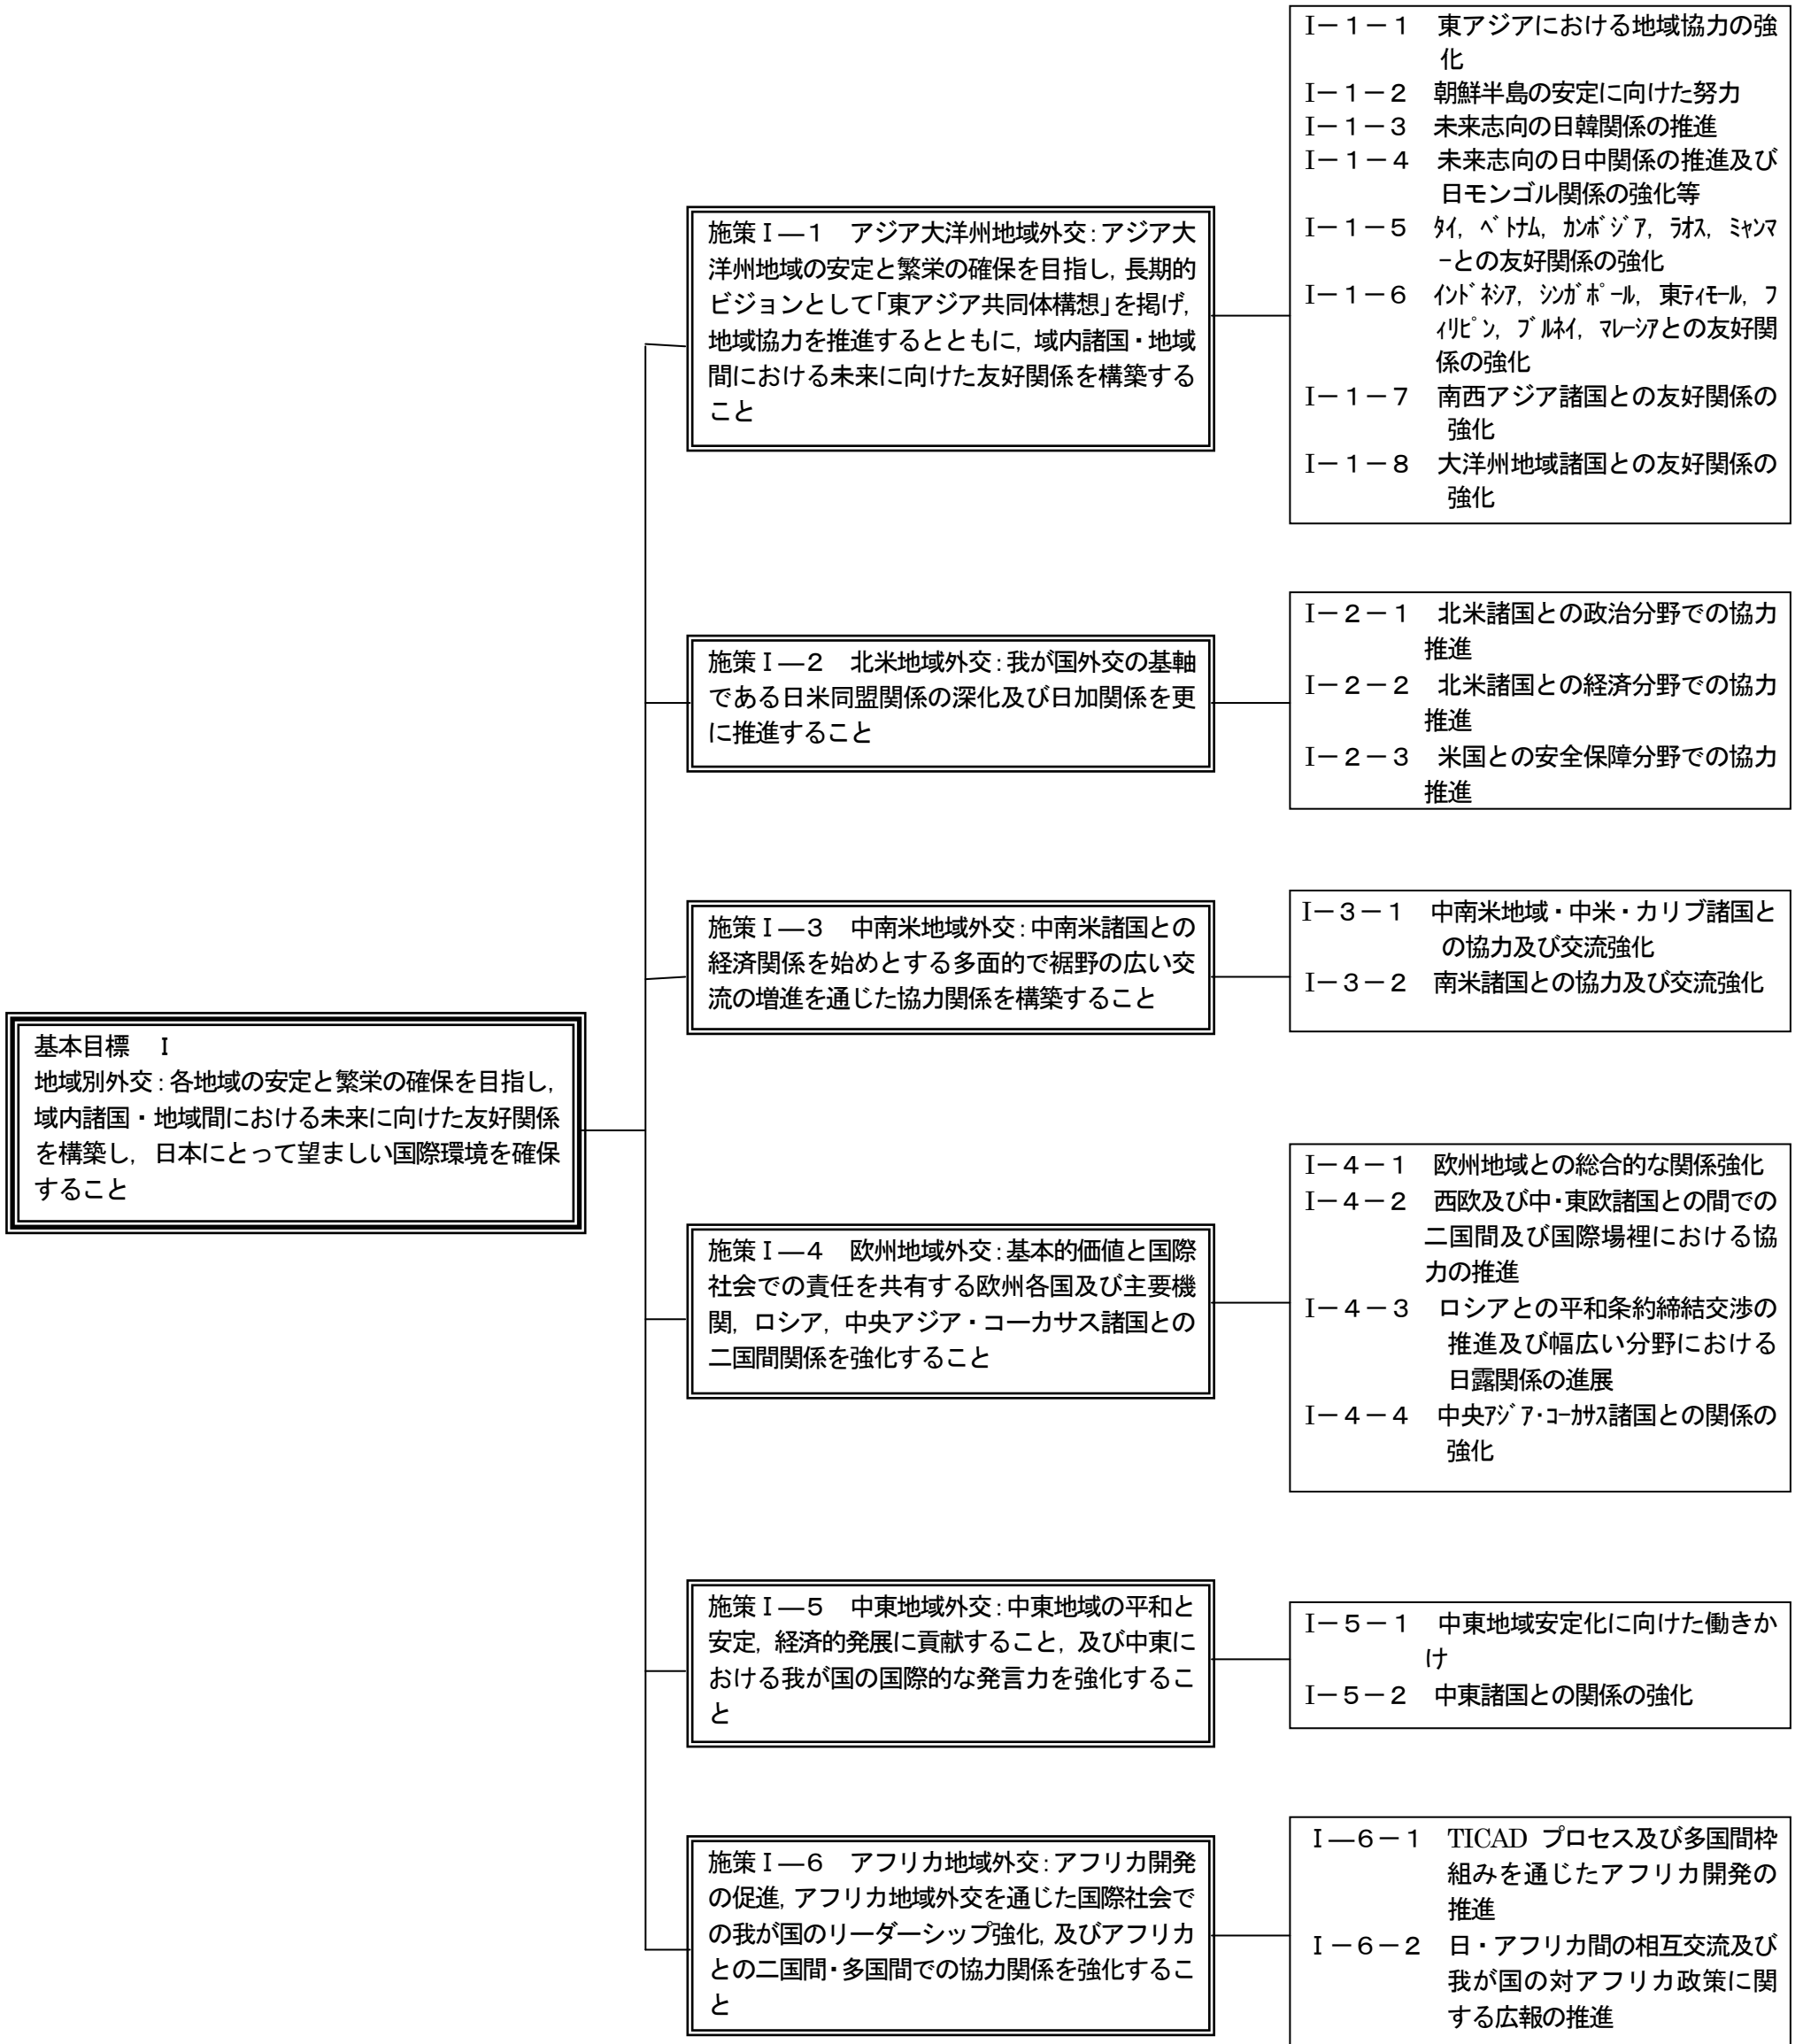 基本目標　Ⅰ
地域別外交：各地域の安定と繁栄の確保を目指し，
域内諸国・地域間における未来に向けた友好関係
を構築し，日本にとって望ましい国際環境を確保
すること
施策Ⅰ―１　アジア大洋州地域外交：アジア大
洋州地域の安定と繁栄の確保を目指し，長期的
ビジョンとして「東アジア共同体構想」を掲げ，
地域協力を推進するとともに，域内諸国・地域
間における未来に向けた友好関係を構築する
こと
Ⅰ－１－１　東アジアにおける地域協力の強
化
Ⅰ－１－２　朝鮮半島の安定に向けた努力
Ⅰ－１－３　未来志向の日韓関係の推進
Ⅰ－１－４　未来志向の日中関係の推進及び
日モンゴル関係の強化等
Ⅰ－１－５　ﾀｲ，ﾍﾞﾄﾅﾑ，ｶﾝﾎﾞｼﾞｱ，ﾗｵｽ，ﾐｬﾝﾏ
ｰとの友好関係の強化
Ⅰ－１－６　ｲﾝﾄﾞﾈｼｱ，ｼﾝｶﾞﾎﾟｰﾙ，東ﾃｨﾓｰﾙ，ﾌ
ｨﾘﾋﾟﾝ，ﾌﾞﾙﾈｲ，ﾏﾚｰｼｱとの友好関
係の強化
Ⅰ－１－７　南西アジア諸国との友好関係の
強化
Ⅰ－１－８　大洋州地域諸国との友好関係の
強化
施策Ⅰ―２　北米地域外交：我が国外交の基軸
である日米同盟関係の深化及び日加関係を更
に推進すること
Ⅰ－２－１　北米諸国との政治分野での協力
推進
Ⅰ－２－２　北米諸国との経済分野での協力
推進
Ⅰ－２－３　米国との安全保障分野での協力
推進
施策Ⅰ―３　中南米地域外交：中南米諸国との
経済関係を始めとする多面的で裾野の広い交
流の増進を通じた協力関係を構築すること
Ⅰ－３－１　中南米地域・中米・カリブ諸国と
の協力及び交流強化
Ⅰ－３－２　南米諸国との協力及び交流強化
施策Ⅰ―４　欧州地域外交：基本的価値と国際
社会での責任を共有する欧州各国及び主要機
関，ロシア，中央アジア・コーカサス諸国との
二国間関係を強化すること
Ⅰ－４－１　欧州地域との総合的な関係強化
Ⅰ－４－２　西欧及び中・東欧諸国との間での
二国間及び国際場裡における協
力の推進
Ⅰ－４－３　ロシアとの平和条約締結交渉の
推進及び幅広い分野における
日露関係の進展
Ⅰ－４－４　中央ｱｼﾞｱ・ｺｰｶｻｽ諸国との関係の
強化
施策Ⅰ―５　中東地域外交：中東地域の平和と
安定，経済的発展に貢献すること，及び中東に
おける我が国の国際的な発言力を強化するこ
と
Ⅰ－５－１　中東地域安定化に向けた働きか
け
Ⅰ－５－２　中東諸国との関係の強化
施策Ⅰ―６　アフリカ地域外交：アフリカ開発
の促進，アフリカ地域外交を通じた国際社会で
の我が国のリーダーシップ強化，及びアフリカ
との二国間・多国間での協力関係を強化するこ
と
Ⅰ―６－１　TICAD プロセス及び多国間枠
組みを通じたアフリカ開発の
推進
Ⅰ－６－２　日・アフリカ間の相互交流及び
我が国の対アフリカ政策に関
する広報の推進